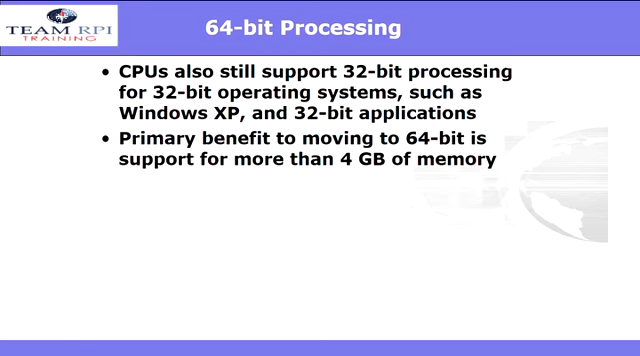 TEAM RPI
TRAINING
64-bit Processing
• CPUs also still support 32-bit processing
for 32-bit operating systems, such as
Windows XP, and 32-bit applications
• Primary benefit to moving to 64-bit is
support for more than 4 GB of memory